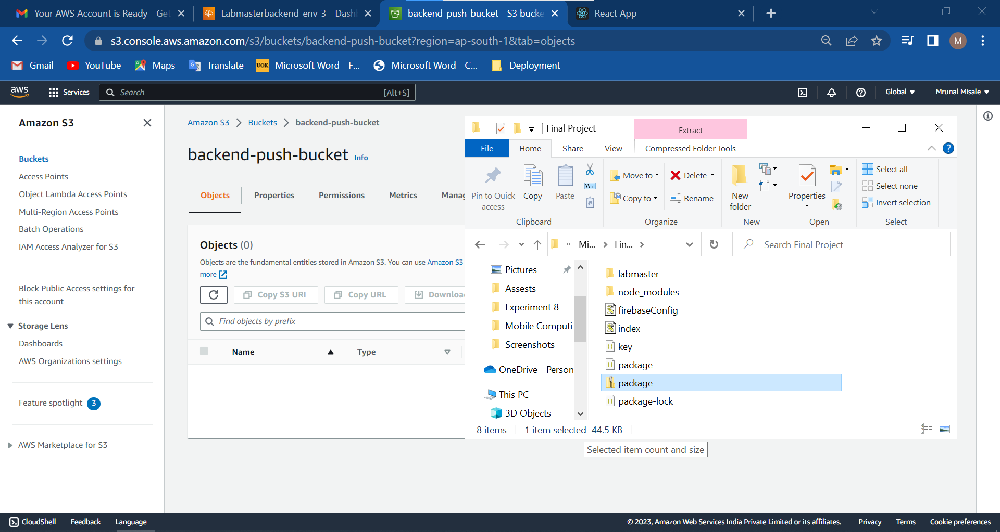 Your AWS Account is Ready - Get
Labmasterbackend-env-3 - Dash
backend-push-bucket - S3 bucke
React App
s3.console.aws.amazon.com/s3/buckets/backend-push-bucket?region=ap-south-1&tab=objects
M
Gmail
YouTube
Maps
Translate
UOK
Microsoft Word - F...
Microsoft Word - C...
Deployment
aws
Services
Search
[Alt+S]
Global
Mrunal Misale
Amazon S3
Buckets
Access Points
Object Lambda Access Points
Multi-Region Access Points
Batch Operations
IAM Access Analyzer for S3
Block Public Access settings for
this account
Storage Lens
Dashboards
AWS Organizations settings
Feature spotlight 3
AWS Marketplace for S3
Amazon S3 > Buckets > backend-push-bucket
backend-push-bucket Info
Objects
Properties
Permissions
Metrics
Manag
Objects (0)
Objects are the fundamental entities stored in Amazon S3. You can use Amazon S3
more
Copy S3 URI
Copy URL
Downloa
Find objects by prefix
Name
Type
Final Project
Extract
File
Home
Share
View
Compressed Folder Tools
Pin to Quick
access
Copy
Paste
Clipboard
Move to
Copy to
Delete
Rename
Organize
New
folder
New
Properties
Open
Select all
Select none
Invert selection
Select
« Mi... > Fin... >
Search Final Project
Pictures
Assests
Experiment 8
Mobile Computi
Screenshots
OneDrive - Person
This PC
3D Objects
labmaster
node_modules
firebaseConfig
index
key
package
package
package-lock
8 items
1 item selected 44.5 KB
Selected item count and size
CloudShell
Feedback
Language
© 2023, Amazon Web Services India Private Limited or its affiliates.
Privacy
Terms
Cookie preferences